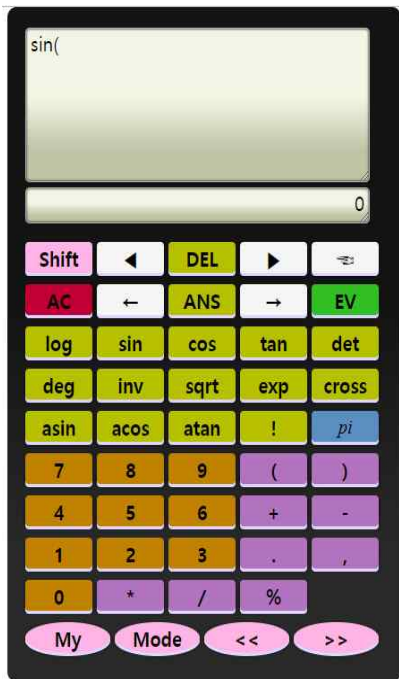 sin(
0
Shift ◀ DEL ▶ ☜
AC ← ANS → EV
log sin cos tan det
deg inv sqrt exp cross
asin acos atan ! pi
7 8 9 ( )
4 5 6 + -
1 2 3 . ,
0 * / %
My Mode << >>